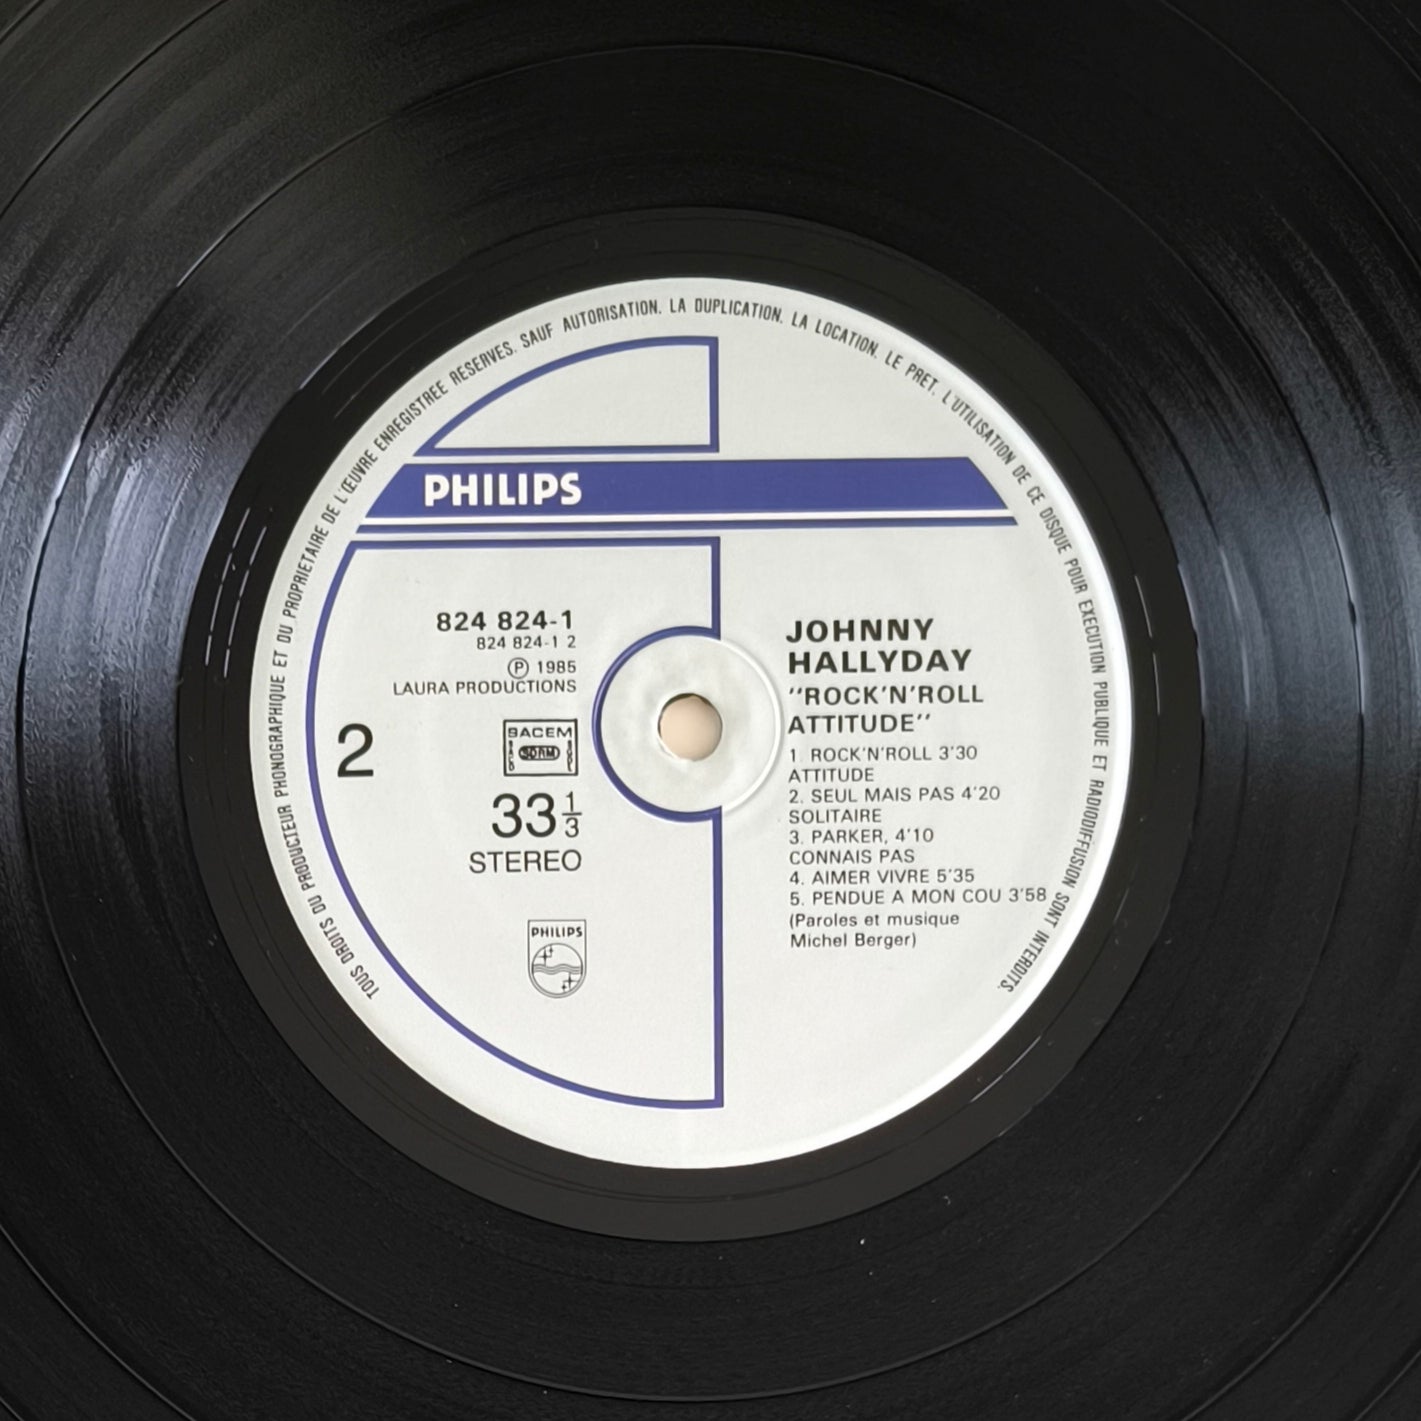 TOUS DROITS DU PRODUCTEUR PHONOGRAPHIQUE ET DU PROPRIETAIRE DE L'ŒUVRE ENREGISTREE RESERVES. SAUF AUTORISATION. LA DUPLICATION. LA LOCATION. LE PRET. L'UTILISATION DE CE DISQUE POUR EXECUTION PUBLIQUE ET RADIODIFFUSION SONT INTERDITS.
PHILIPS
824 824-1
824 824-1 2
Ⓟ 1985
LAURA PRODUCTIONS
SACEM
SDRM
2
33 1/3
STEREO
PHILIPS
JOHNNY
HALLYDAY
"ROCK'N'ROLL
ATTITUDE"
1. ROCK'N'ROLL 3'30
ATTITUDE
2. SEUL MAIS PAS 4'20
SOLITAIRE
3. PARKER, 4'10
CONNAIS PAS
4. AIMER VIVRE 5'35
5. PENDUE A MON COU 3'58
(Paroles et musique
Michel Berger)